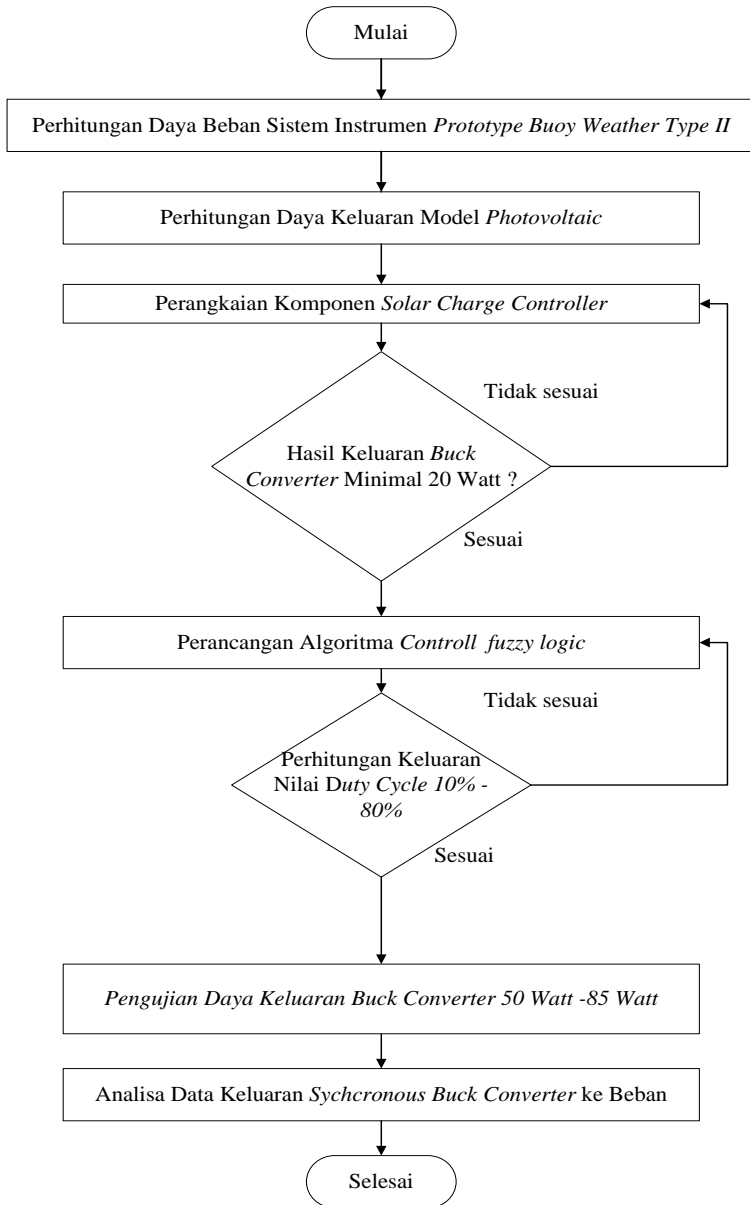 Mulai
Perhitungan Daya Beban Sistem Instrumen Prototype Buoy Weather Type II
Perhitungan Daya Keluaran Model Photovoltaic
Perangkaian Komponen Solar Charge Controller
Tidak sesuai
Hasil Keluaran Buck
Converter Minimal 20 Watt ?
Sesuai
Perancangan Algoritma Controll fuzzy logic
Tidak sesuai
Perhitungan Keluaran
Nilai Duty Cycle 10% -
80%
Sesuai
Pengujian Daya Keluaran Buck Converter 50 Watt -85 Watt
Analisa Data Keluaran Sychcronous Buck Converter ke Beban
Selesai